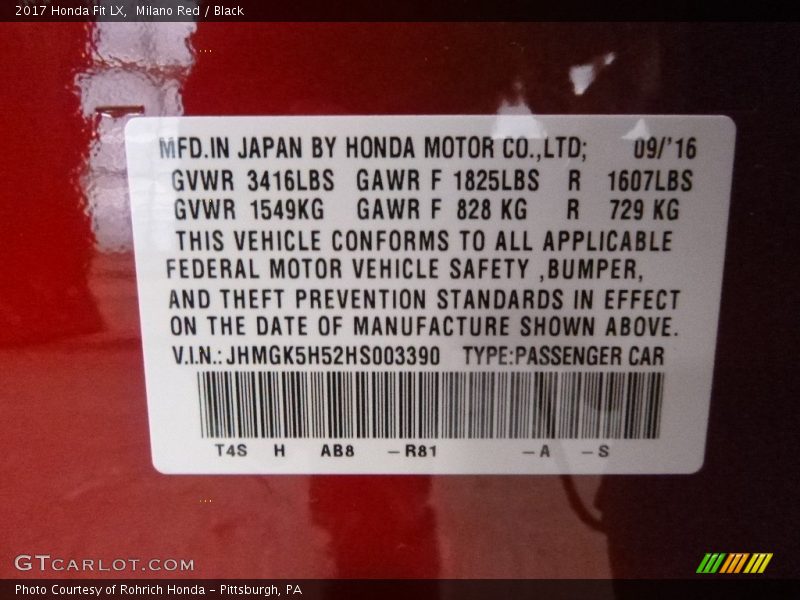 2017 Honda Fit LX,  Milano Red / Black
MFD.IN JAPAN BY HONDA MOTOR CO.,LTD; 09/'16
GVWR 3416LBS GAWR F 1825LBS R 1607LBS
GVWR 1549KG GAWR F 828 KG R 729 KG
THIS VEHICLE CONFORMS TO ALL APPLICABLE
FEDERAL MOTOR VEHICLE SAFETY ,BUMPER,
AND THEFT PREVENTION STANDARDS IN EFFECT
ON THE DATE OF MANUFACTURE SHOWN ABOVE.
V.I.N.: JHMGK5H52HS003390 TYPE:PASSENGER CAR
T4S H AB8 –R81 –A –S
GTCARLOT.COM
Photo Courtesy of Rohrich Honda – Pittsburgh, PA